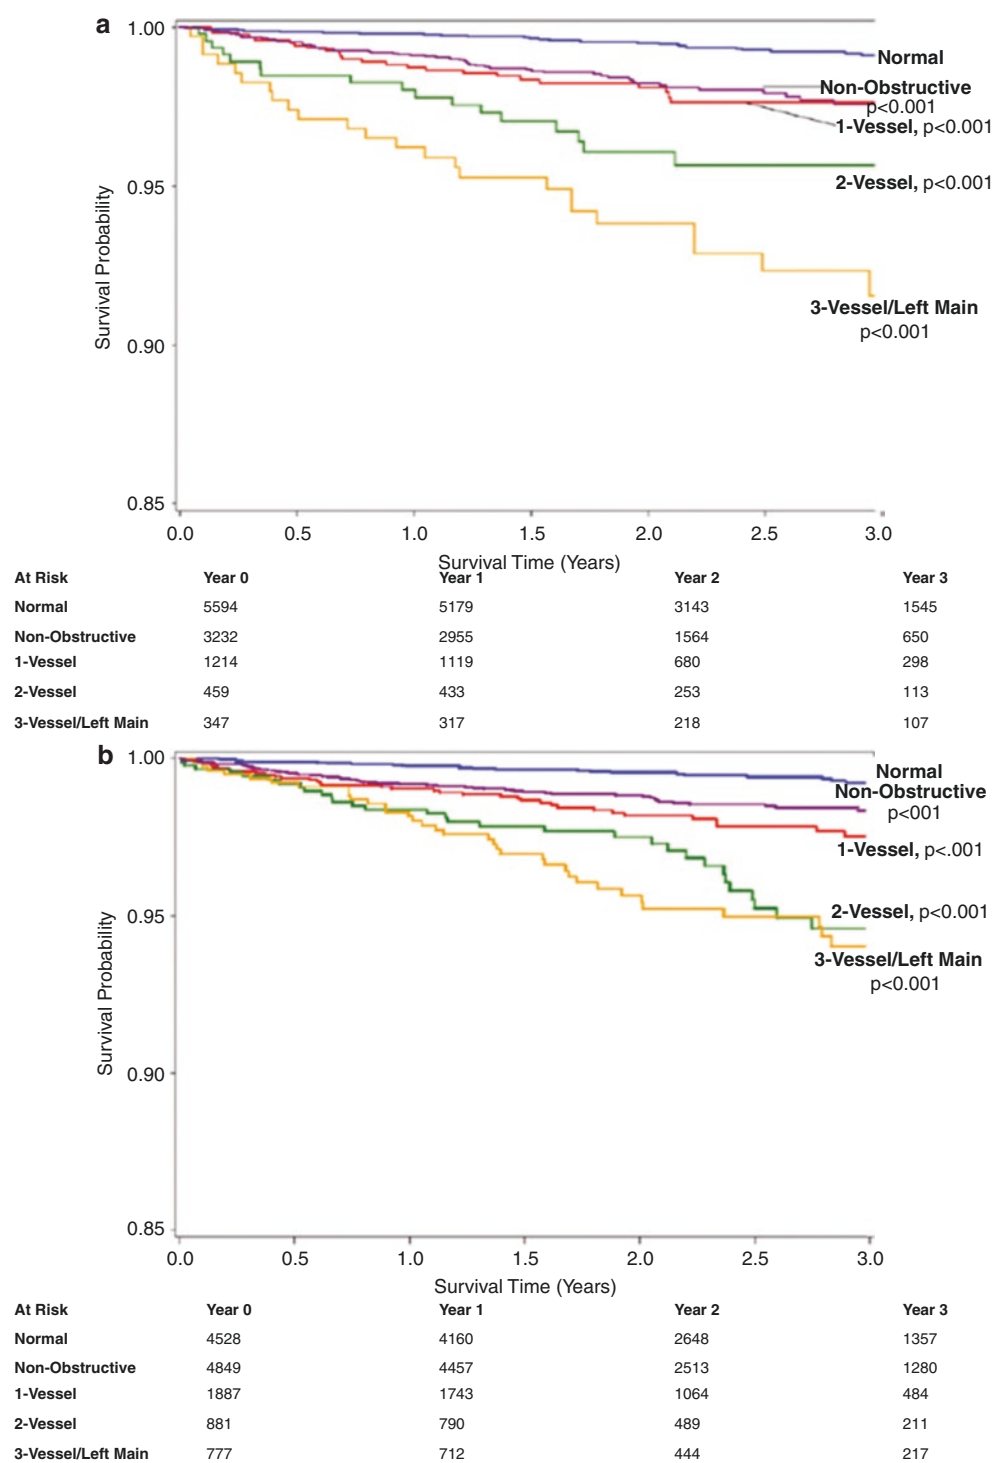 a
1.00
0.95
0.90
0.85
Survival Probability
Normal
Non-Obstructive
p<0.001
1-Vessel, p<0.001
2-Vessel, p<0.001
3-Vessel/Left Main
p<0.001
0.0 0.5 1.0 1.5 2.0 2.5 3.0
Survival Time (Years)
At Risk Year 0 Year 1 Year 2 Year 3
Normal 5594 5179 3143 1545
Non-Obstructive 3232 2955 1564 650
1-Vessel 1214 1119 680 298
2-Vessel 459 433 253 113
3-Vessel/Left Main 347 317 218 107
b
1.00
0.95
0.90
0.85
Survival Probability
Normal
Non-Obstructive
p<001
1-Vessel, p<.001
2-Vessel, p<0.001
3-Vessel/Left Main
p<0.001
0.0 0.5 1.0 1.5 2.0 2.5 3.0
Survival Time (Years)
At Risk Year 0 Year 1 Year 2 Year 3
Normal 4528 4160 2648 1357
Non-Obstructive 4849 4457 2513 1280
1-Vessel 1887 1743 1064 484
2-Vessel 881 790 489 211
3-Vessel/Left Main 777 712 444 217